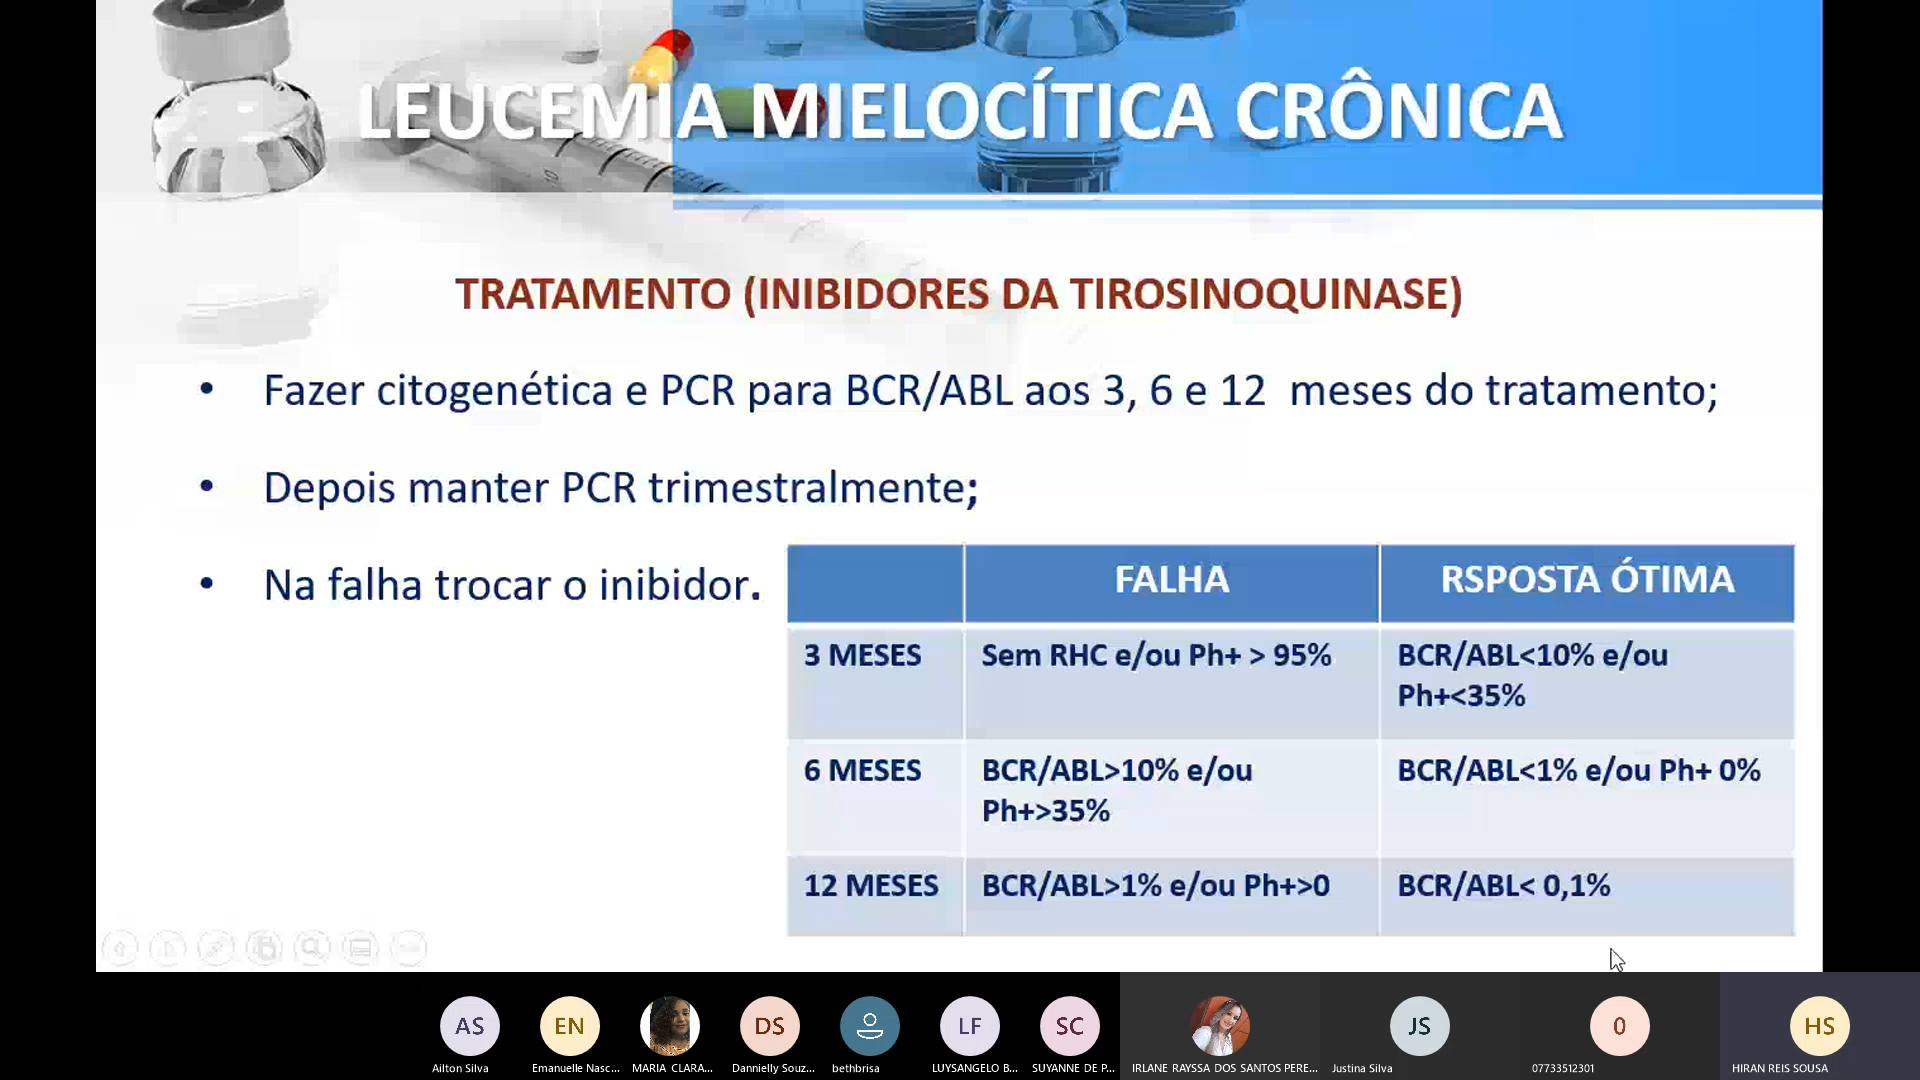 LEUCEMIA MIELOCÍTICA CRÔNICA
TRATAMENTO (INIBIDORES DA TIROSINOQUINASE)
• Fazer citogenética e PCR para BCR/ABL aos 3, 6 e 12 meses do tratamento;
• Depois manter PCR trimestralmente;
• Na falha trocar o inibidor.
FALHA
RSPOSTA ÓTIMA
3 MESES
Sem RHC e/ou Ph+ > 95%
BCR/ABL<10% e/ou
Ph+<35%
6 MESES
BCR/ABL>10% e/ou
Ph+>35%
BCR/ABL<1% e/ou Ph+ 0%
12 MESES
BCR/ABL>1% e/ou Ph+>0
BCR/ABL< 0,1%
AS
EN
DS
LF
SC
JS
0
HS
Ailton Silva
Emanuelle Nasc...
MARIA CLARA...
Dannielly Souz...
bethbrisa
LUYSANGELO B...
SUYANNE DE P...
IRLANE RAYSSA DOS SANTOS PERE...
Justina Silva
07733512301
HIRAN REIS SOUSA